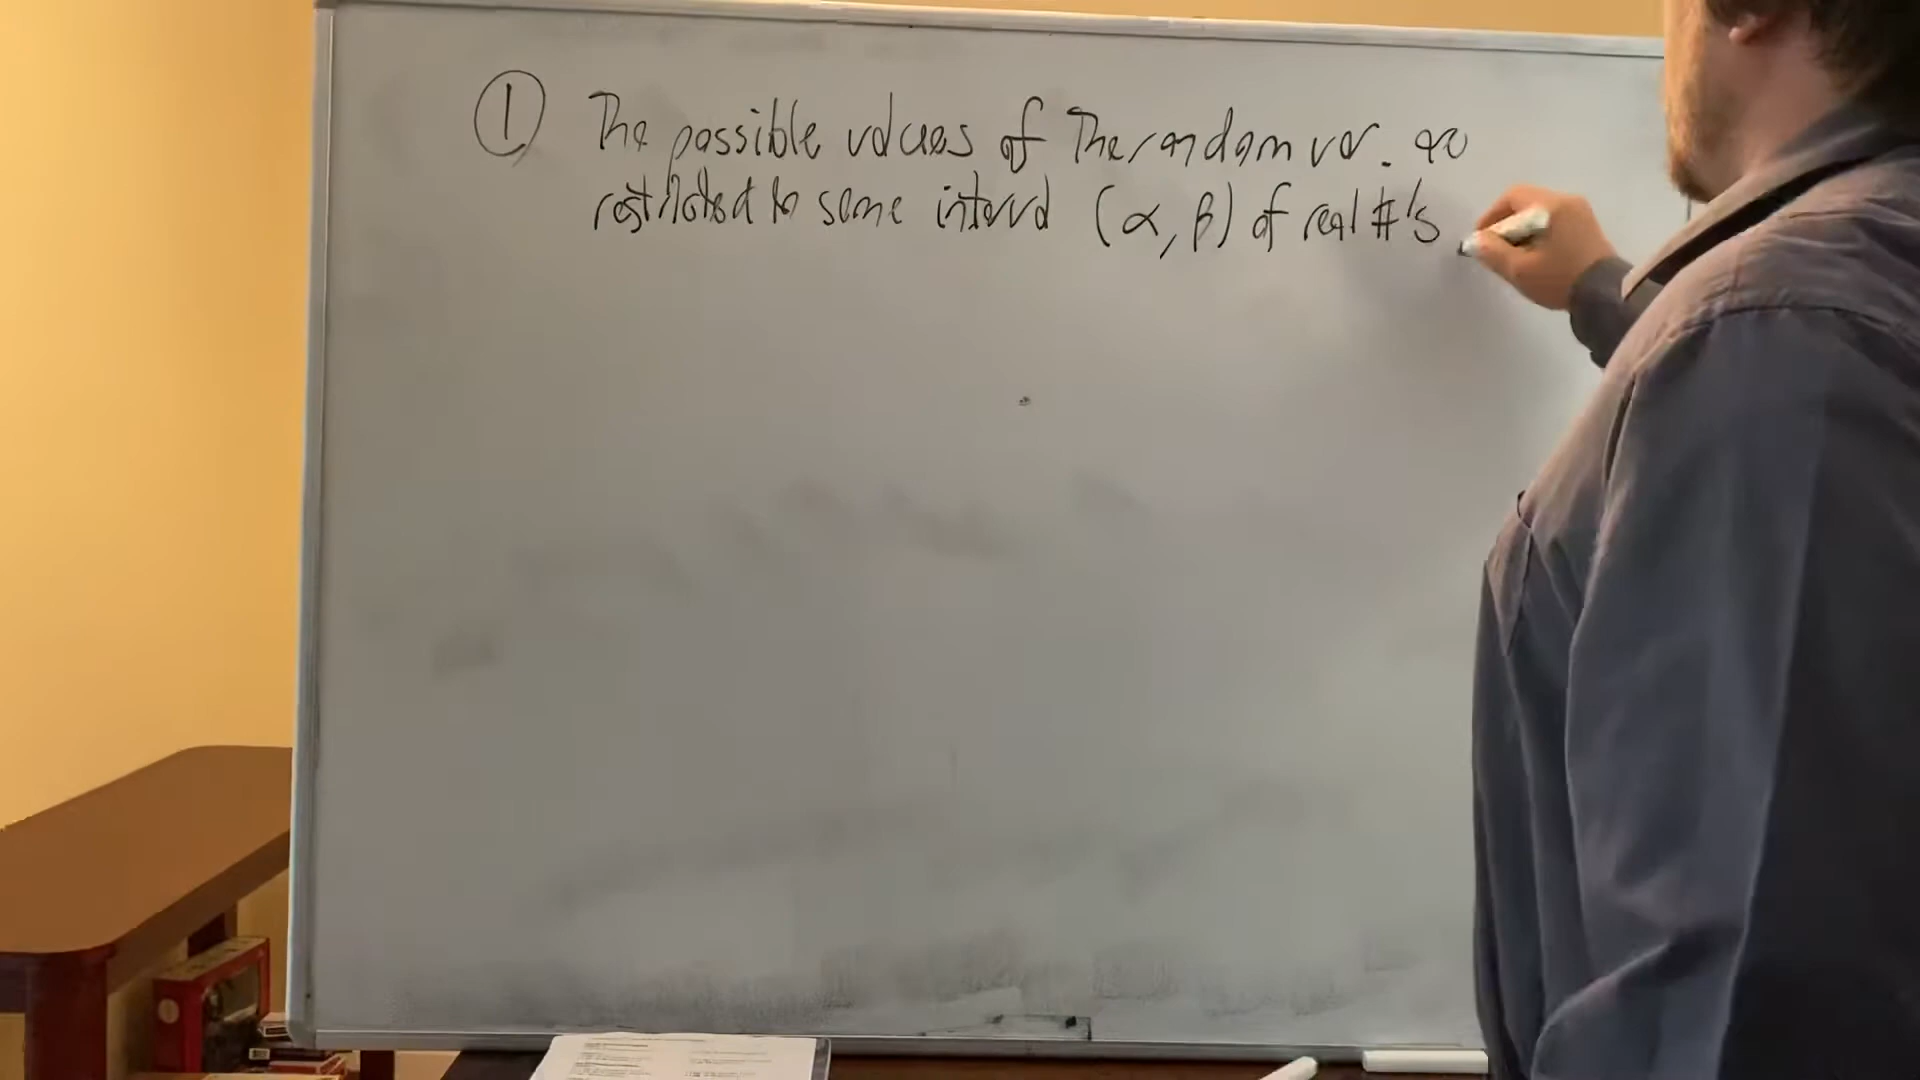 ① The possible values of The random var. are
restricted to some interval (α, β) of real #'s